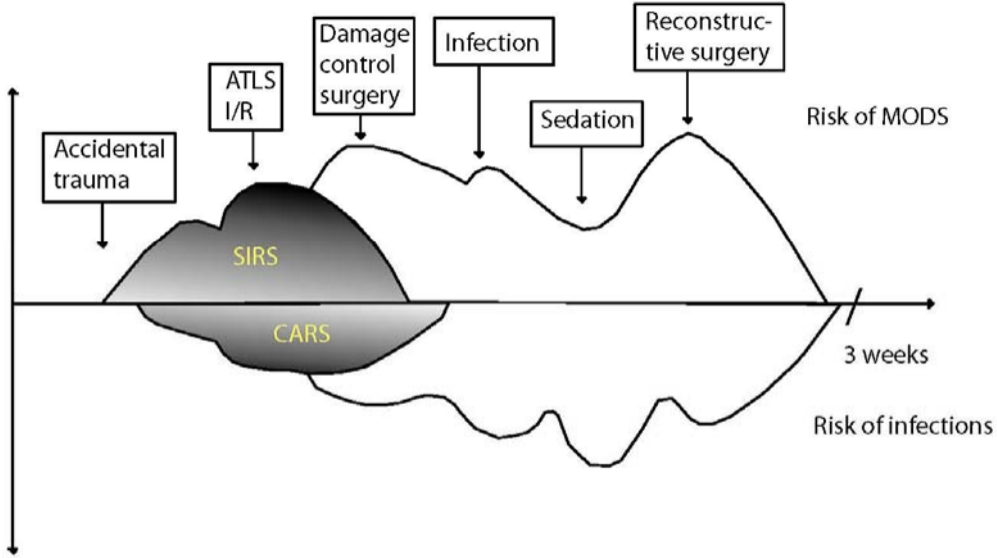 Accidental
trauma
ATLS
I/R
Damage
control
surgery
Infection
Sedation
Reconstruc-
tive surgery
Risk of MODS
SIRS
CARS
3 weeks
Risk of infections